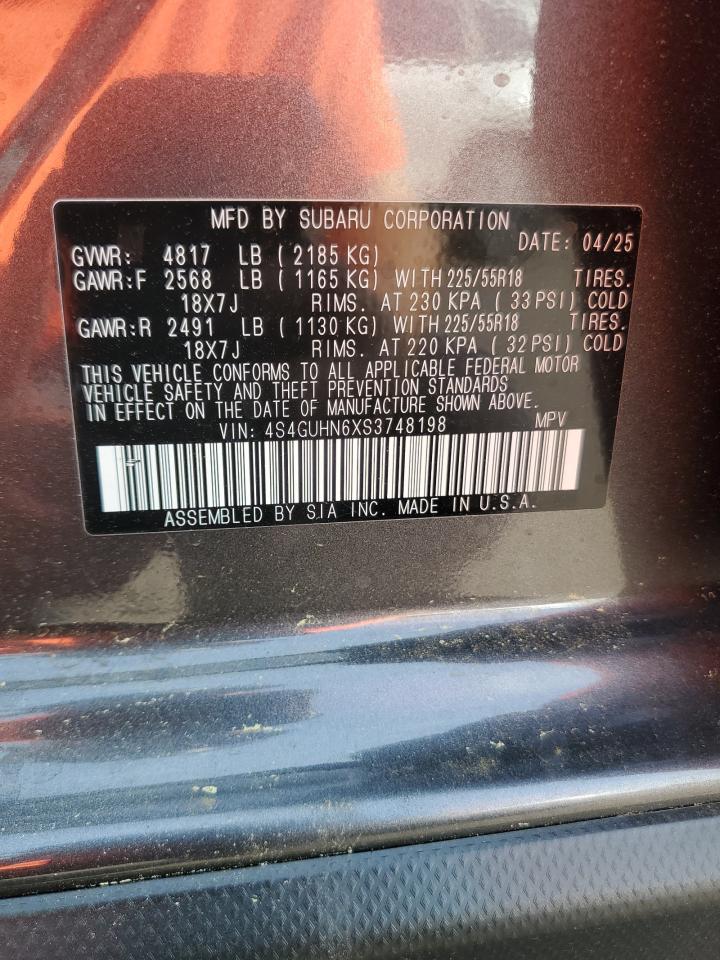 MFD BY SUBARU CORPORATION
DATE: 04/25
GVWR: 4817 LB ( 2185 KG)
GAWR:F 2568 LB ( 1165 KG) WITH 225/55R18 TIRES.
18X7J RIMS. AT 230 KPA ( 33 PSI) COLD
GAWR:R 2491 LB ( 1130 KG) WITH 225/55R18 TIRES.
18X7J RIMS. AT 220 KPA ( 32 PSI) COLD
THIS VEHICLE CONFORMS TO ALL APPLICABLE FEDERAL MOTOR
VEHICLE SAFETY AND THEFT PREVENTION STANDARDS
IN EFFECT ON THE DATE OF MANUFACTURE SHOWN ABOVE.
VIN: 4S4GUHN6XS3748198 MPV
ASSEMBLED BY SIA INC. MADE IN U.S.A.